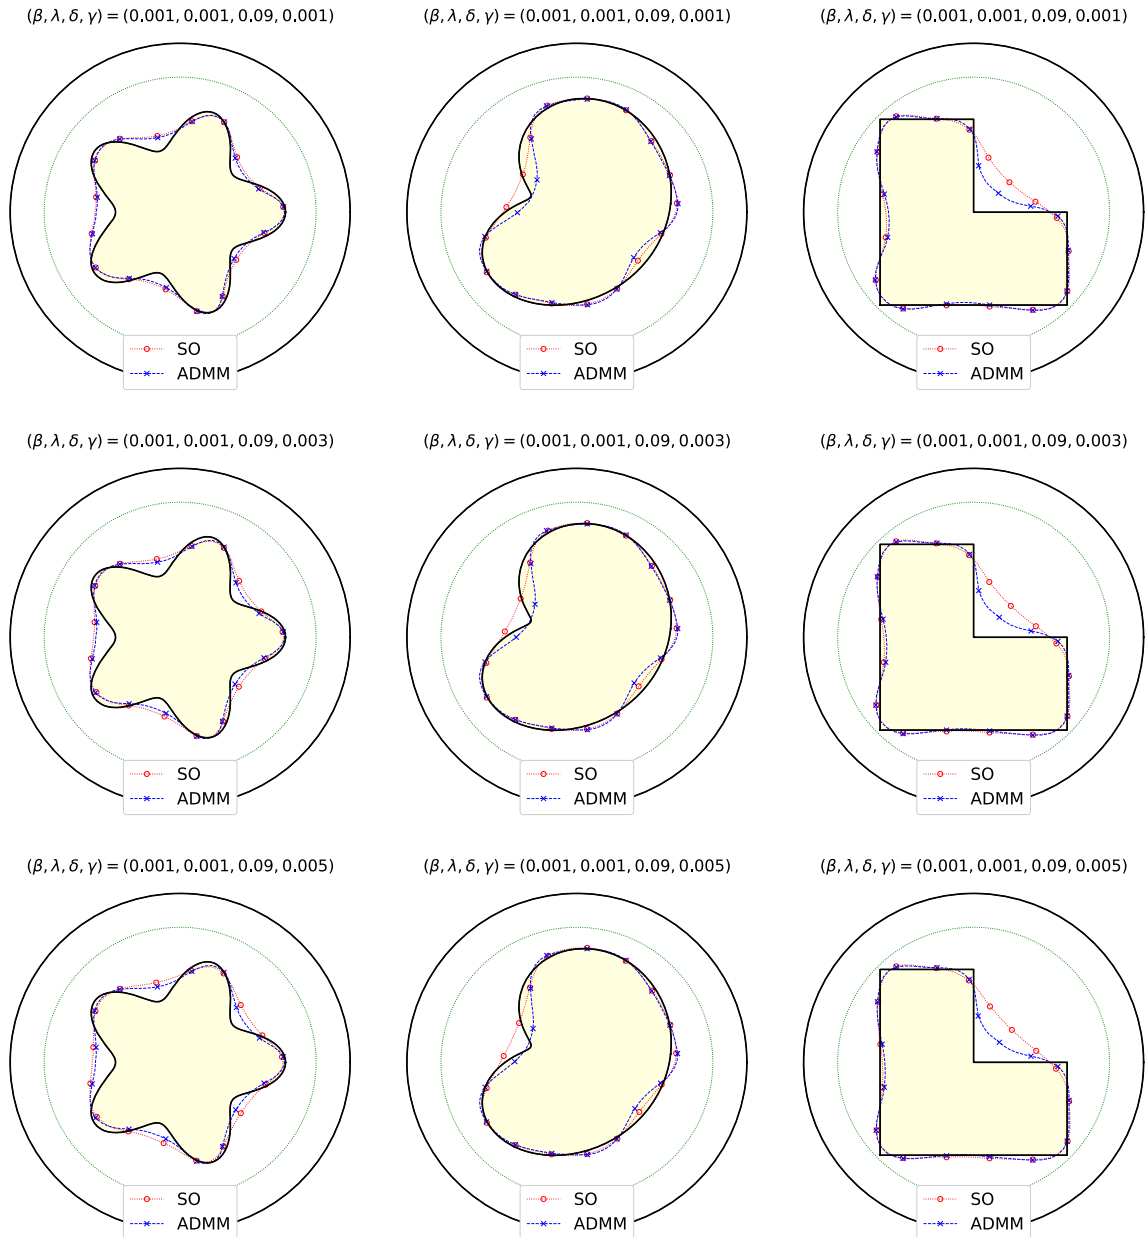 (β, λ, δ, γ) = (0.001, 0.001, 0.09, 0.001)
(β, λ, δ, γ) = (0.001, 0.001, 0.09, 0.001)
(β, λ, δ, γ) = (0.001, 0.001, 0.09, 0.001)
SO
ADMM
SO
ADMM
SO
ADMM
(β, λ, δ, γ) = (0.001, 0.001, 0.09, 0.003)
(β, λ, δ, γ) = (0.001, 0.001, 0.09, 0.003)
(β, λ, δ, γ) = (0.001, 0.001, 0.09, 0.003)
SO
ADMM
SO
ADMM
SO
ADMM
(β, λ, δ, γ) = (0.001, 0.001, 0.09, 0.005)
(β, λ, δ, γ) = (0.001, 0.001, 0.09, 0.005)
(β, λ, δ, γ) = (0.001, 0.001, 0.09, 0.005)
SO
ADMM
SO
ADMM
SO
ADMM